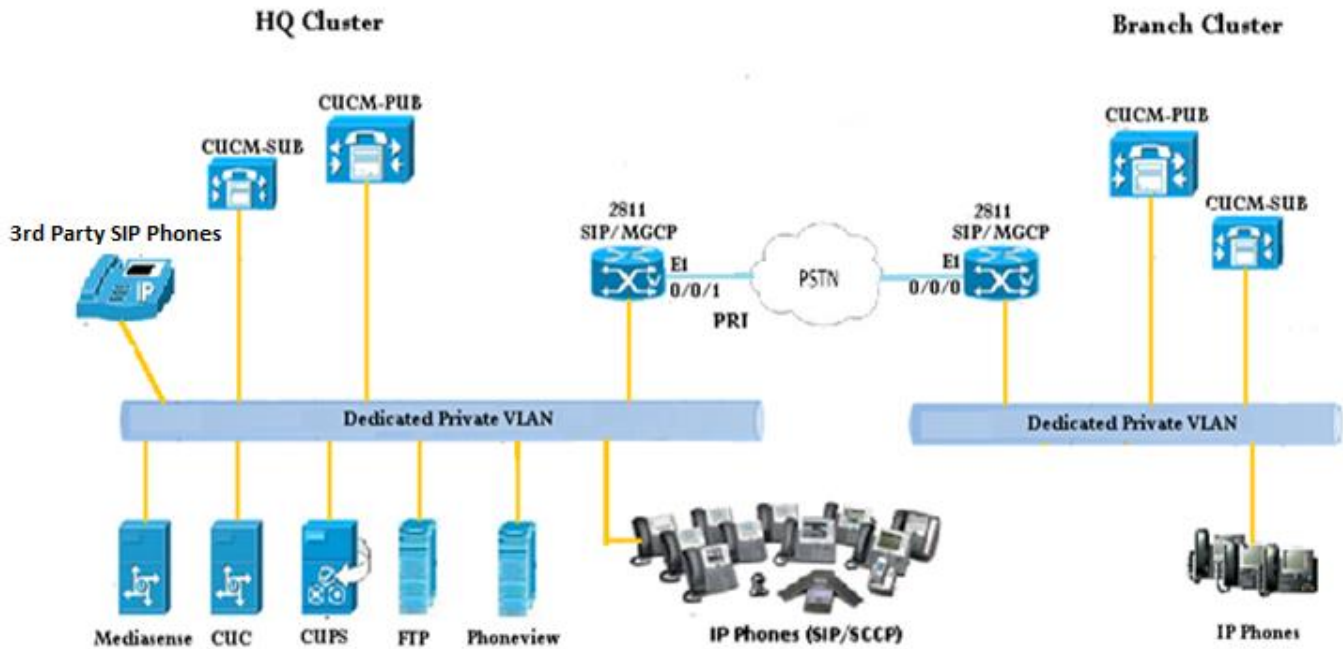 HQ Cluster
Branch Cluster
CUCM-PUB
CUCM-SUB
3rd Party SIP Phones
IP
2811
SIP/MGCP
E1
0/0/1
PRI
PSTN
2811
SIP/MGCP
E1
0/0/0
CUCM-PUB
CUCM-SUB
Dedicated Private VLAN
Dedicated Private VLAN
Mediasense
CUC
CUPS
FTP
Phoneview
IP Phones (SIP/SCCP)
IP Phones